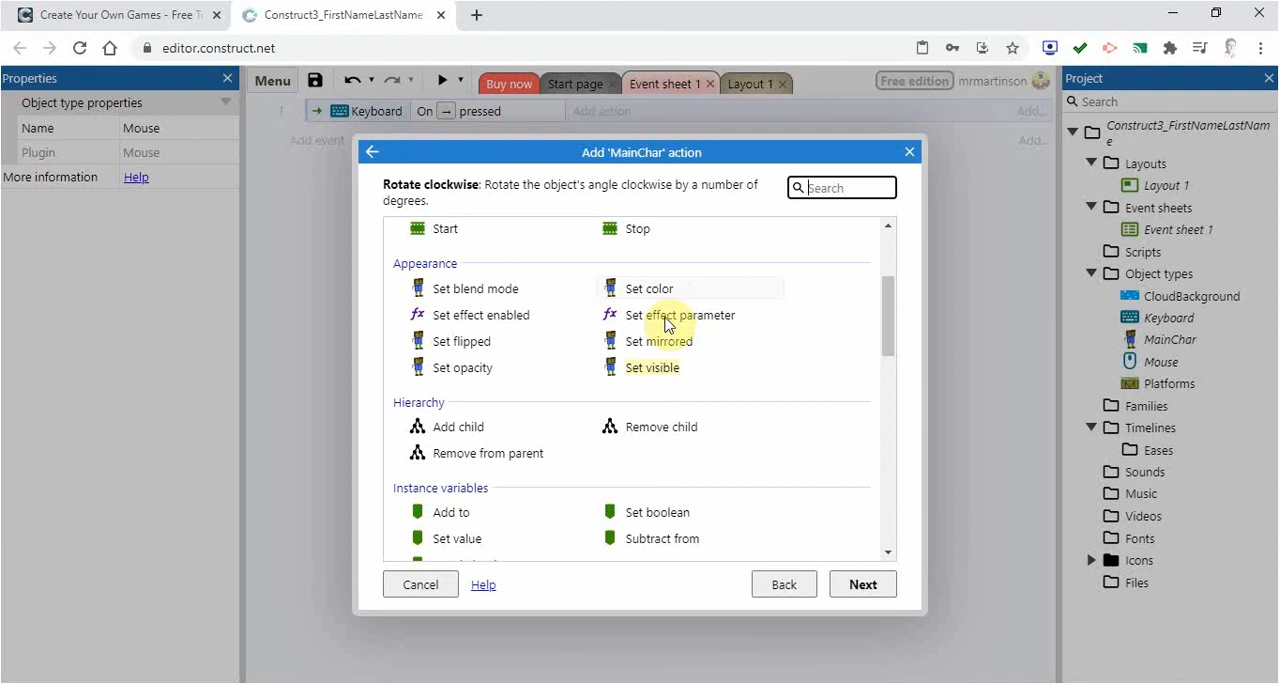 Create Your Own Games - Free T
Construct3_FirstNameLastName
editor.construct.net
Properties
Menu
Buy now
Start page
Event sheet 1
Layout 1
Free edition
mrmartinson
Project
Object type properties
Name Mouse
Plugin Mouse
More information Help
1
Keyboard On → pressed
Add action
Add...
Add event
Add...
Add 'MainChar' action
Rotate clockwise: Rotate the object's angle clockwise by a number of
degrees.
Search
Start Stop
Appearance
Set blend mode Set color
Set effect enabled Set effect parameter
Set flipped Set mirrored
Set opacity Set visible
Hierarchy
Add child Remove child
Remove from parent
Instance variables
Add to Set boolean
Set value Subtract from
Cancel Help Back Next
Search
Construct3_FirstNameLastNam
e
Layouts
Layout 1
Event sheets
Event sheet 1
Scripts
Object types
CloudBackground
Keyboard
MainChar
Mouse
Platforms
Families
Timelines
Eases
Sounds
Music
Videos
Fonts
Icons
Files